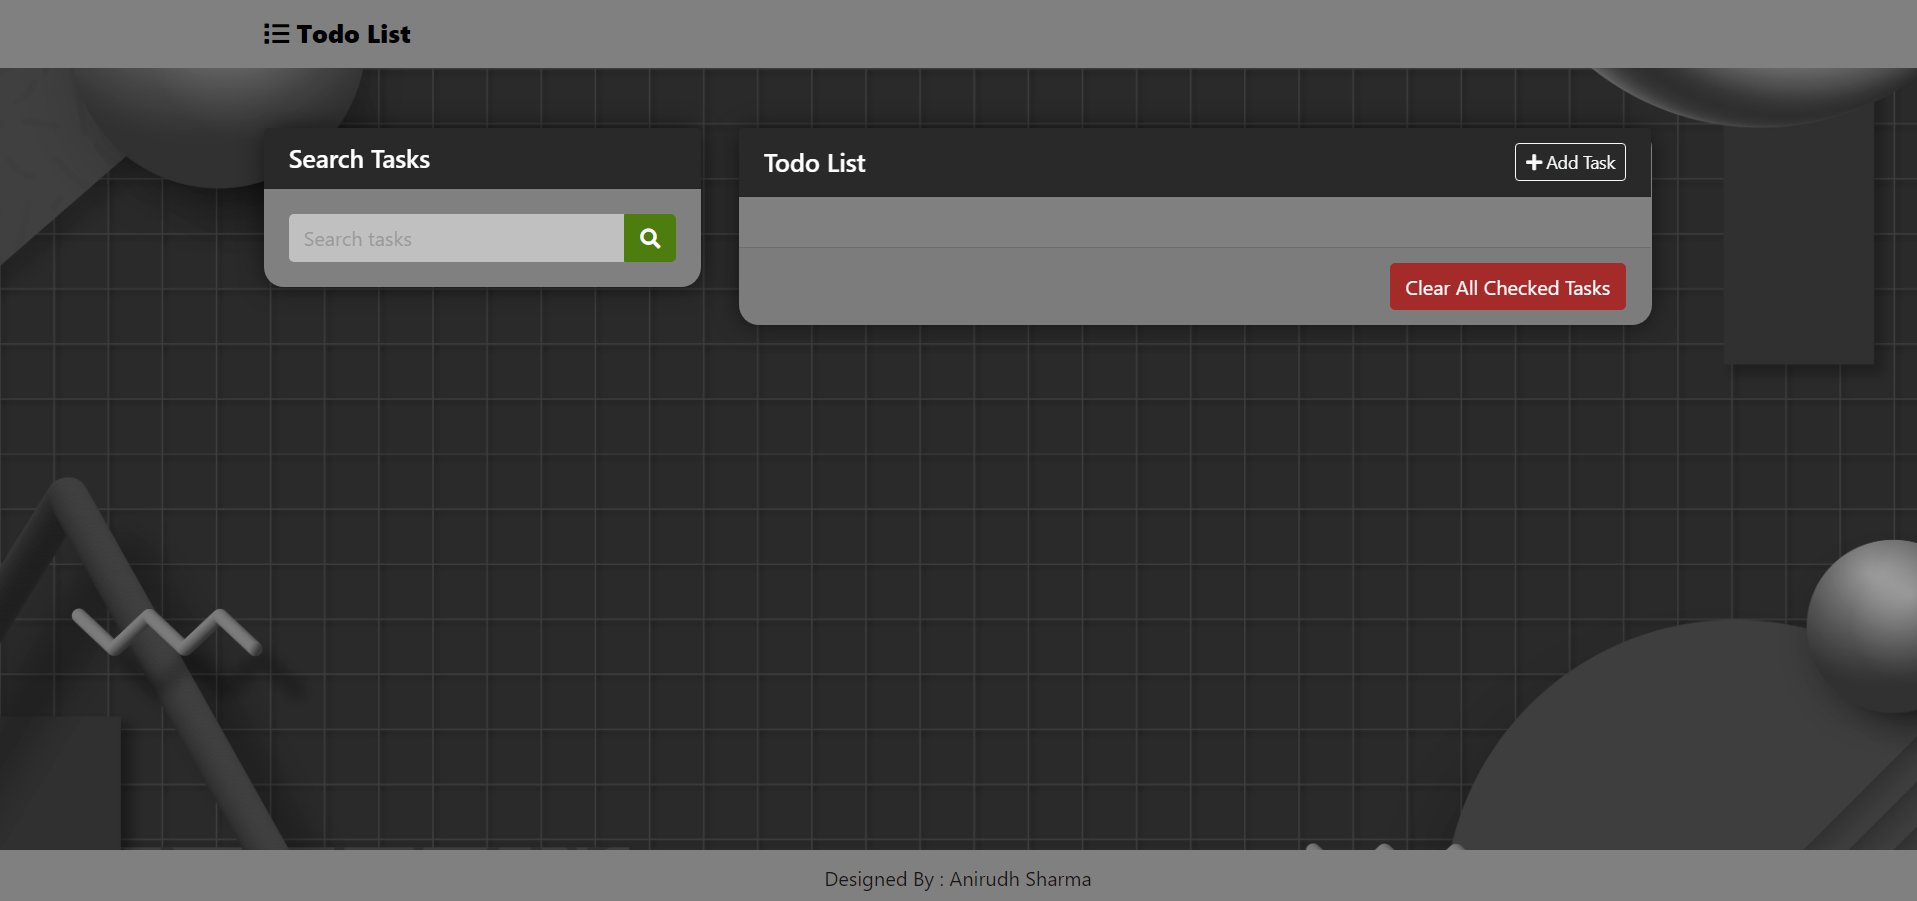 Todo List
Search Tasks
Search tasks
Todo List
Add Task
Clear All Checked Tasks
Designed By : Anirudh Sharma